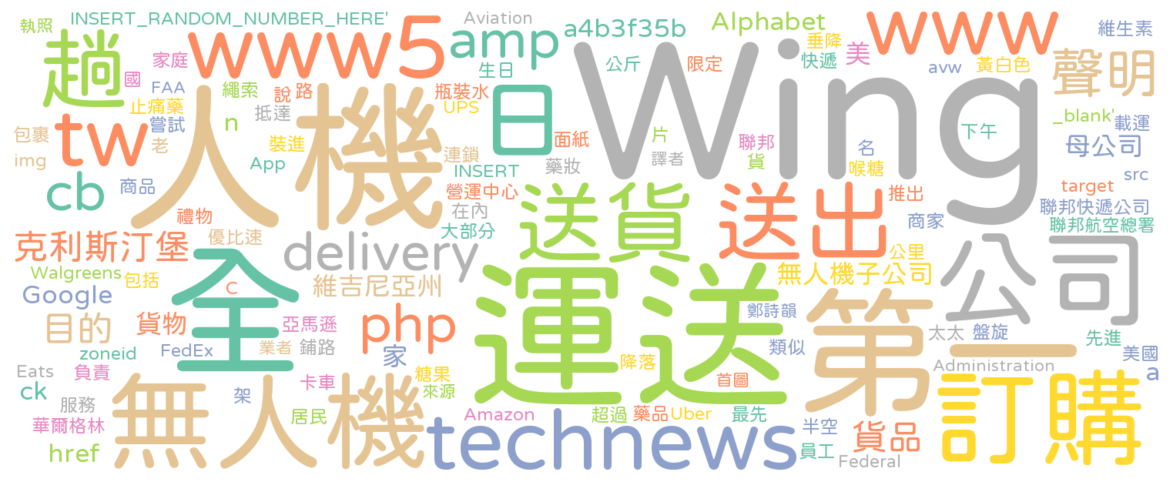 執照
INSERT_RANDOM_NUMBER_HERE'
Aviation
a4b3f35b
Alphabet
垂降
維生素
趟
國
家庭
www
5
amp
生日
公斤
限定
快遞
美
www
avw
黃白色
聲明
FAA
繩索
說
路
瓶裝水
UPS
日
Wing
止痛藥
嘗試
抵達
n
_blank'
載運
包裹
tw
老
人機
裝進
面紙
片
聯邦
名
下午
母公司
img
App
連鎖
藥妝
譯者
貨
喉糖
src
cb
商品
INSERT
營運中心
送貨
送出
推出
target
禮物
在內
大部分
商家
聯邦快遞公司
聯邦航空總署
克利斯汀堡
優比速
delivery
公里
公司
Walgreens
包括
全
c
維吉尼亞州
運送
無人機子公司
Google
目的
貨物
亞馬遜
php
鄭詩韻
第一
太太
盤旋
先進
zoneid
FedEx
業者
鋪路
家
類似
美國
Eats
負責
降落
Administration
a
ck
服務
架
卡車
糖果
來源
首圖
訂購
華爾格林
無人機
居民
Amazon
超過
藥品
Uber
最先
半空
貨品
href
technews
員工
Federal